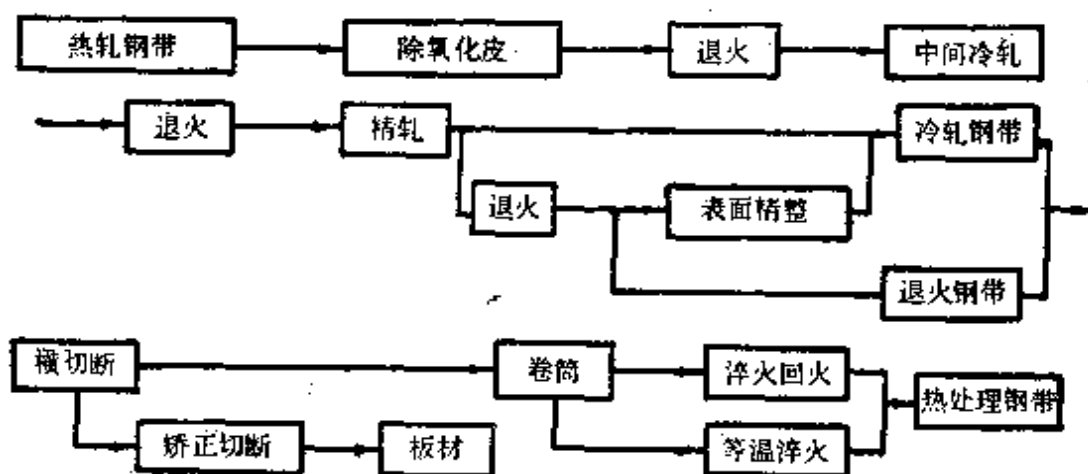 热轧钢带 除氧化皮 退火 中间冷轧
退火 精轧 冷轧钢带
退火 表面精整
退火钢带
横切断 卷筒 淬火回火 热处理钢带
矫正切断 板材 等温淬火